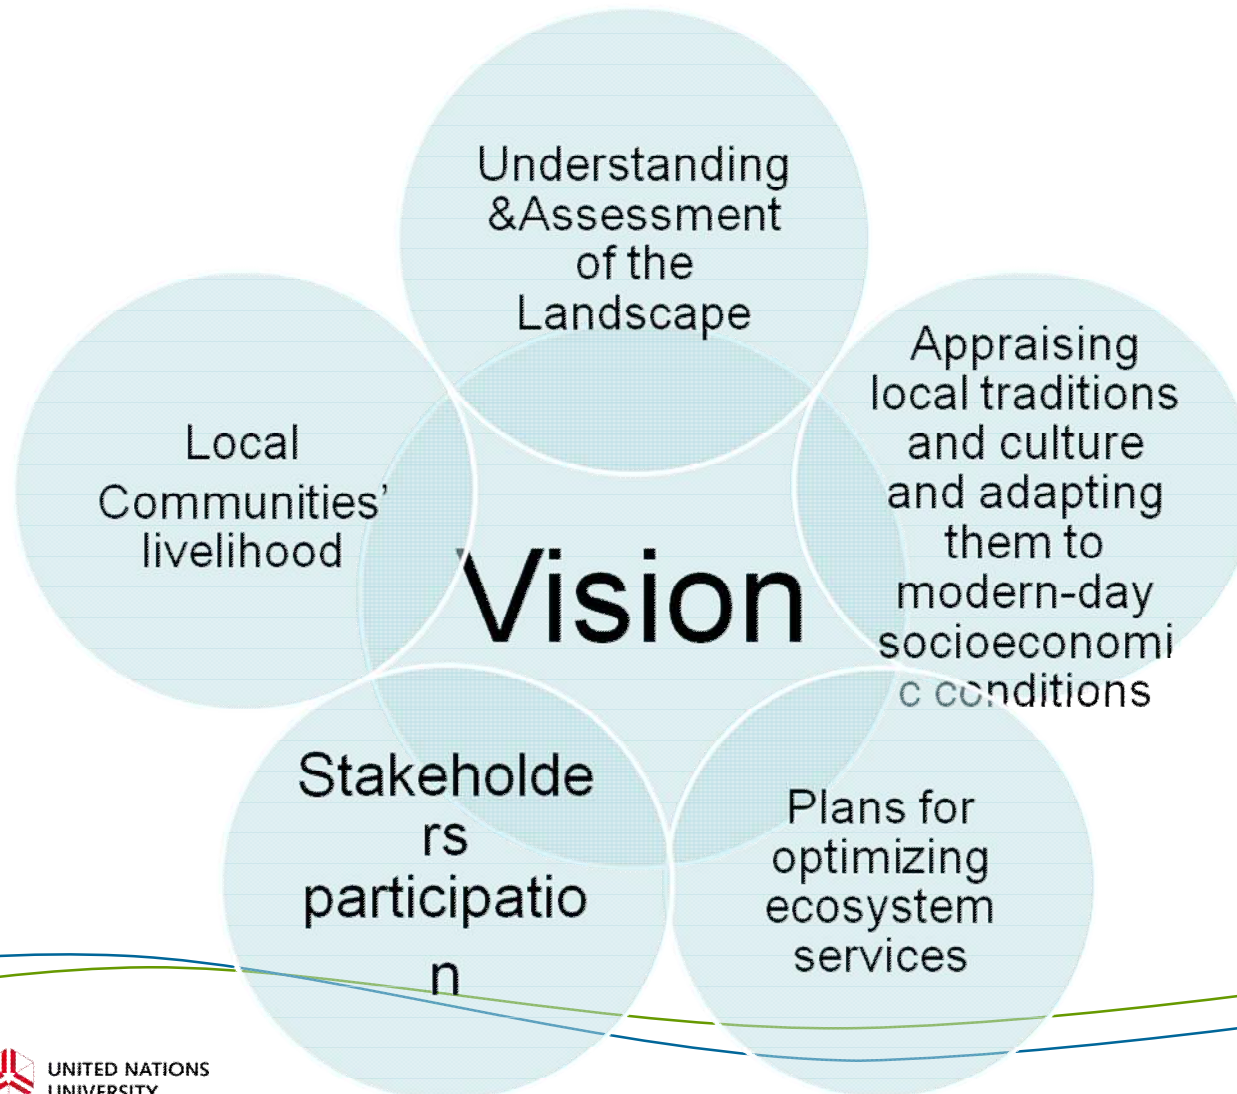 Understanding
&Assessment
of the
Landscape
Appraising
local traditions
and culture
and adapting
them to
modern-day
socioeconomi
c conditions
Local
Communities’
livelihood
Vision
Stakeholde
rs
participatio
n
Plans for
optimizing
ecosystem
services
UNITED NATIONS
UNIVERSITY